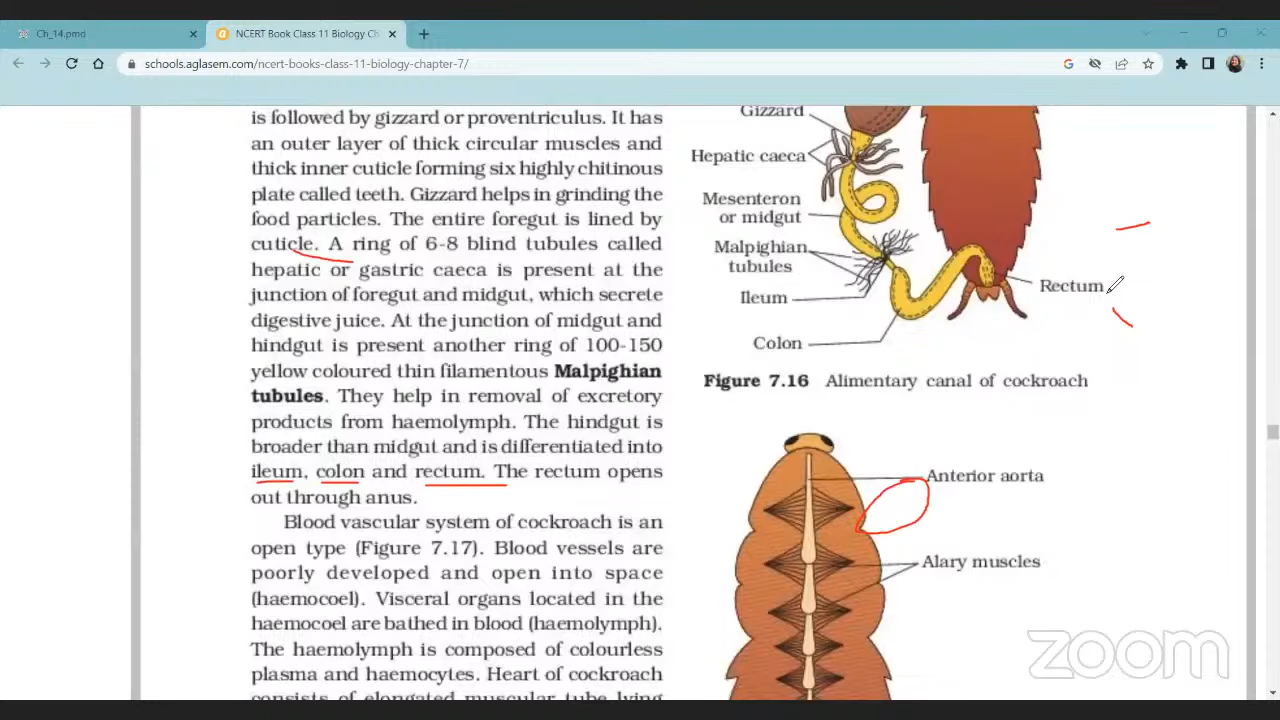 Ch_14.pmd
NCERT Book Class 11 Biology Ch
schools.aglasem.com/ncert-books-class-11-biology-chapter-7/
is followed by gizzard or proventriculus. It has
an outer layer of thick circular muscles and
thick inner cuticle forming six highly chitinous
plate called teeth. Gizzard helps in grinding the
food particles. The entire foregut is lined by
cuticle. A ring of 6-8 blind tubules called
hepatic or gastric caeca is present at the
junction of foregut and midgut, which secrete
digestive juice. At the junction of midgut and
hindgut is present another ring of 100-150
yellow coloured thin filamentous Malpighian
tubules. They help in removal of excretory
products from haemolymph. The hindgut is
broader than midgut and is differentiated into
ileum, colon and rectum. The rectum opens
out through anus.
Blood vascular system of cockroach is an
open type (Figure 7.17). Blood vessels are
poorly developed and open into space
(haemocoel). Visceral organs located in the
haemocoel are bathed in blood (haemolymph).
The haemolymph is composed of colourless
plasma and haemocytes. Heart of cockroach
consists of elongated muscular tube lying
Gizzard
Hepatic caeca
Mesenteron
or midgut
Malpighian
tubules
Ileum
Colon
Rectum
Figure 7.16 Alimentary canal of cockroach
Anterior aorta
Alary muscles
zoom